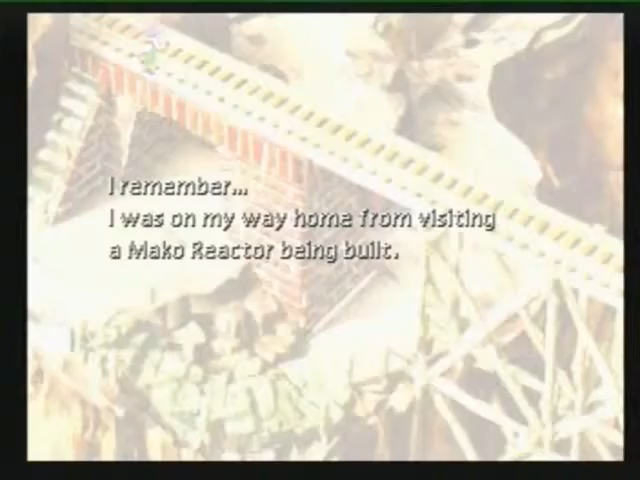 I remember...
I was on my way home from visiting
a Mako Reactor being built.